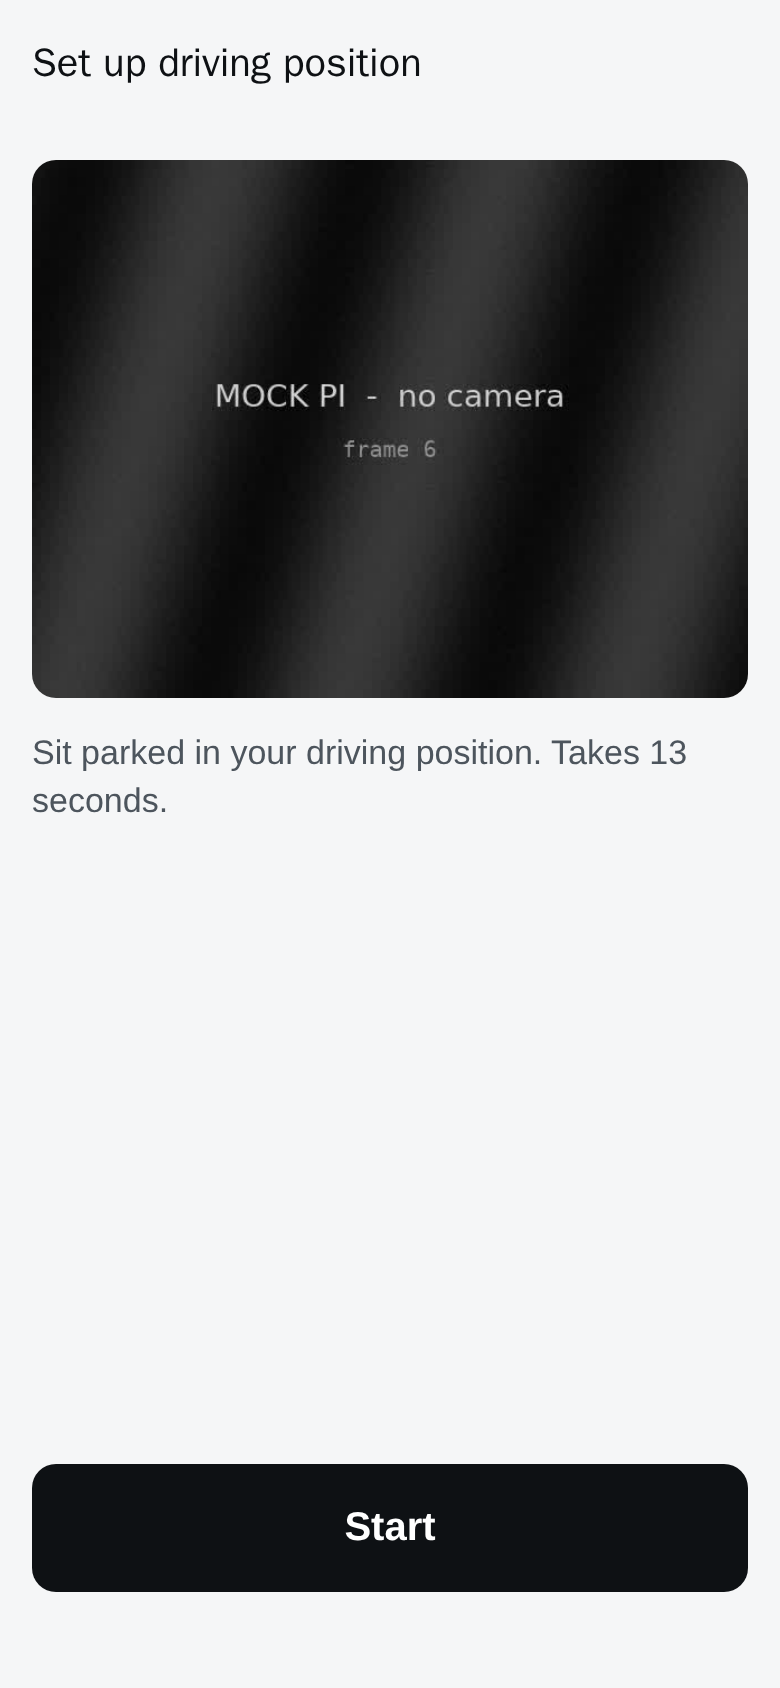 Set up driving position
MOCK PI - no camera
frame 6
Sit parked in your driving position. Takes 13
seconds.
Start